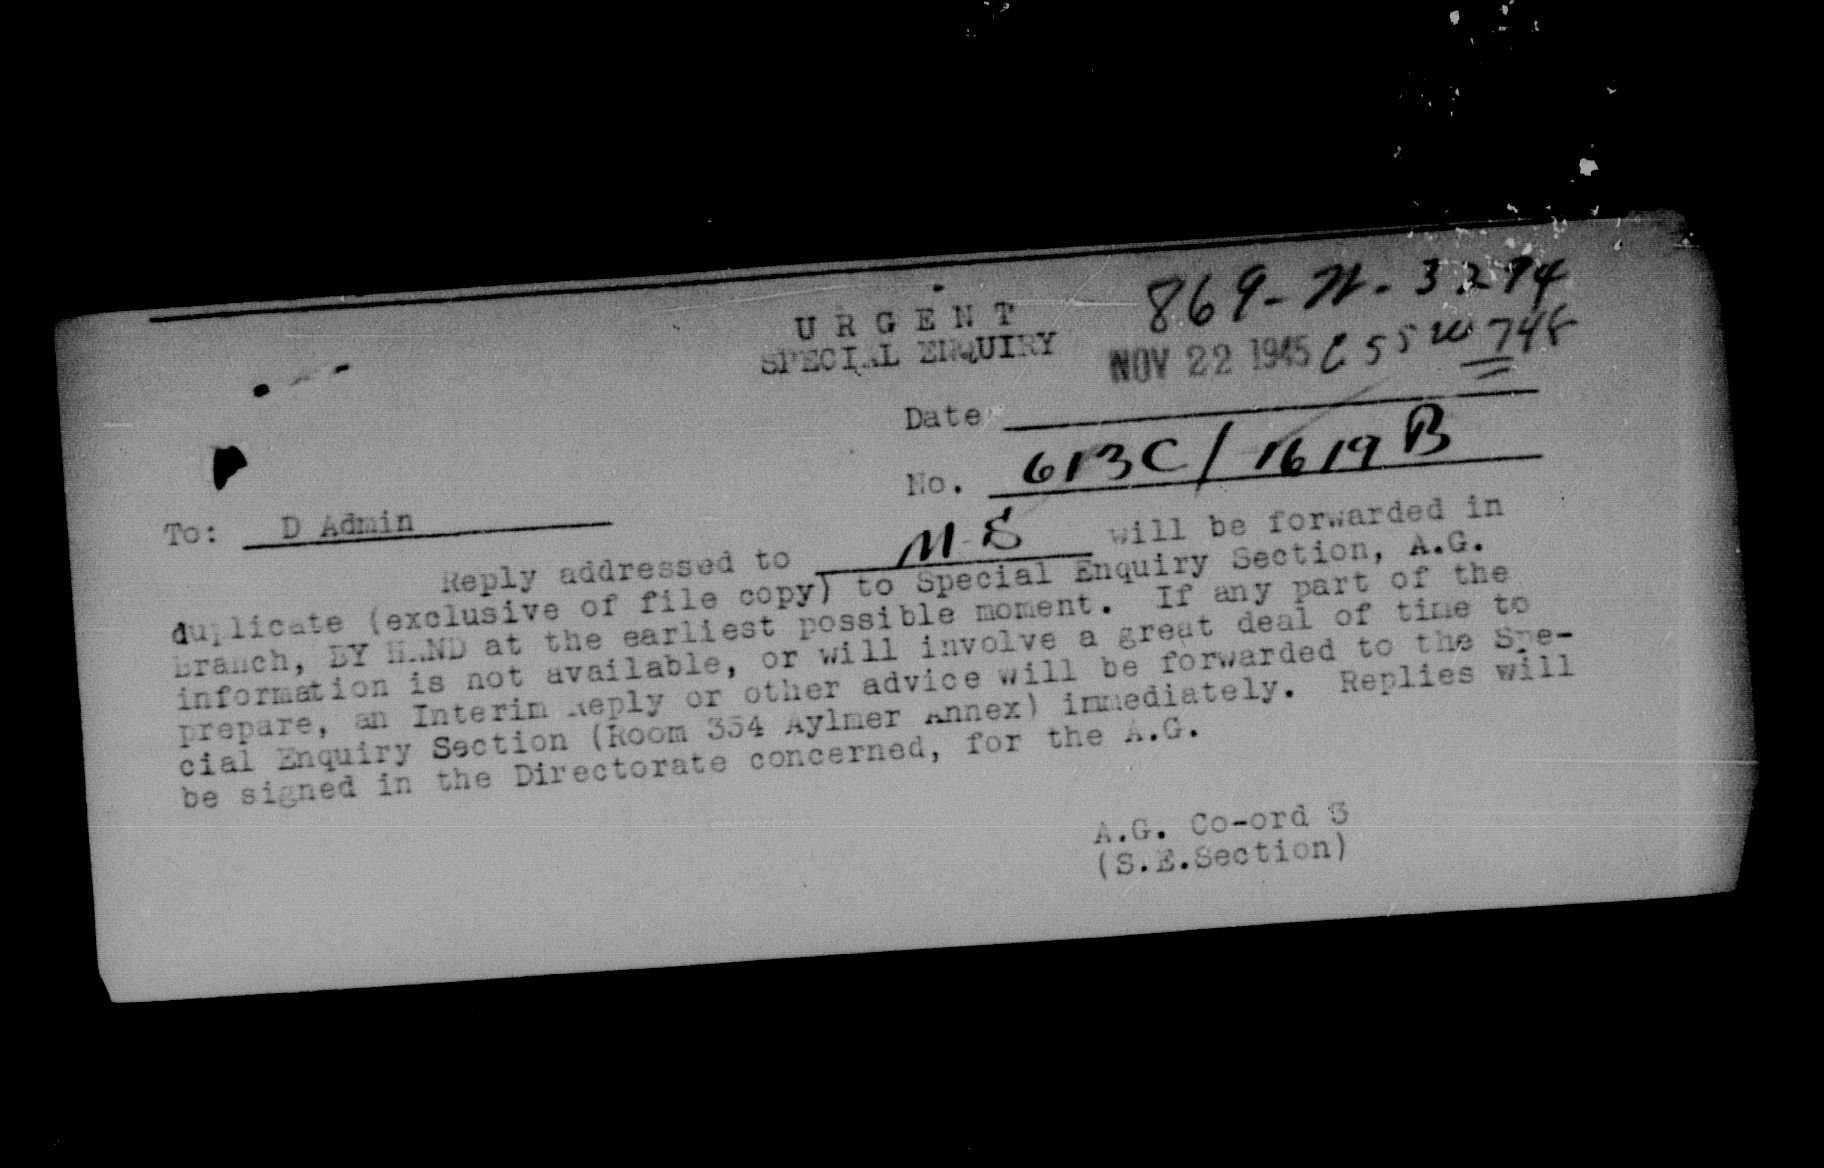 869-N-3294
U R G E N T
SPECIAL ENQUIRY
NOV 22 1945 C 55 W 748
Date
No. 613C/1619B
To: D Admin
Reply addressed to M-S will be forwarded in
duplicate (exclusive of file copy) to Special Enquiry Section, A.G.
Branch, BY HAND at the earliest possible moment. If any part of the
information is not available, or will involve a great deal of time to
prepare, an Interim Reply or other advice will be forwarded to the Spe-
cial Enquiry Section (Room 354 Aylmer Annex) immediately. Replies will
be signed in the Directorate concerned, for the A.G.
A.G. Co-ord 3
(S.E.Section)